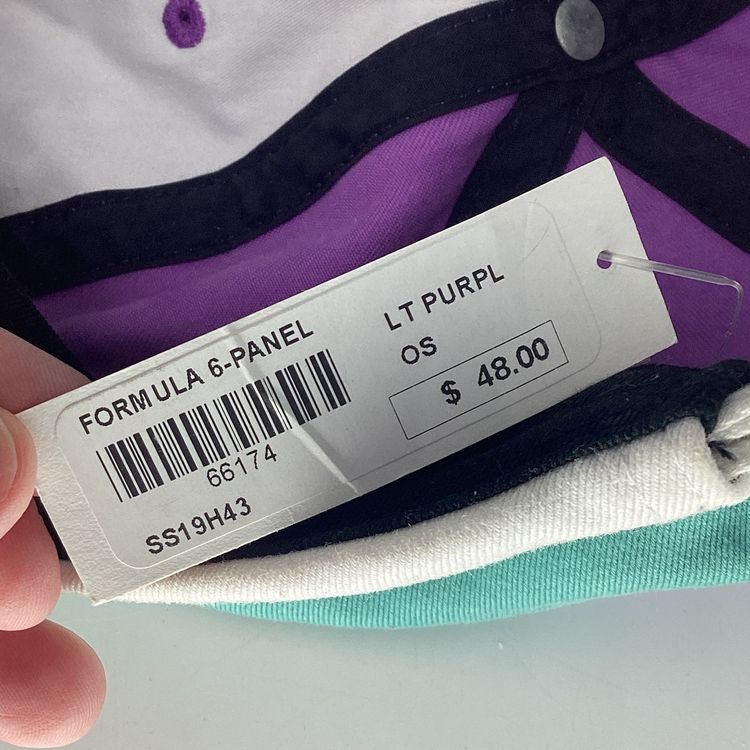 FORMULA 6-PANEL
66174
SS19H43
LT PURPL
OS
$ 48.00